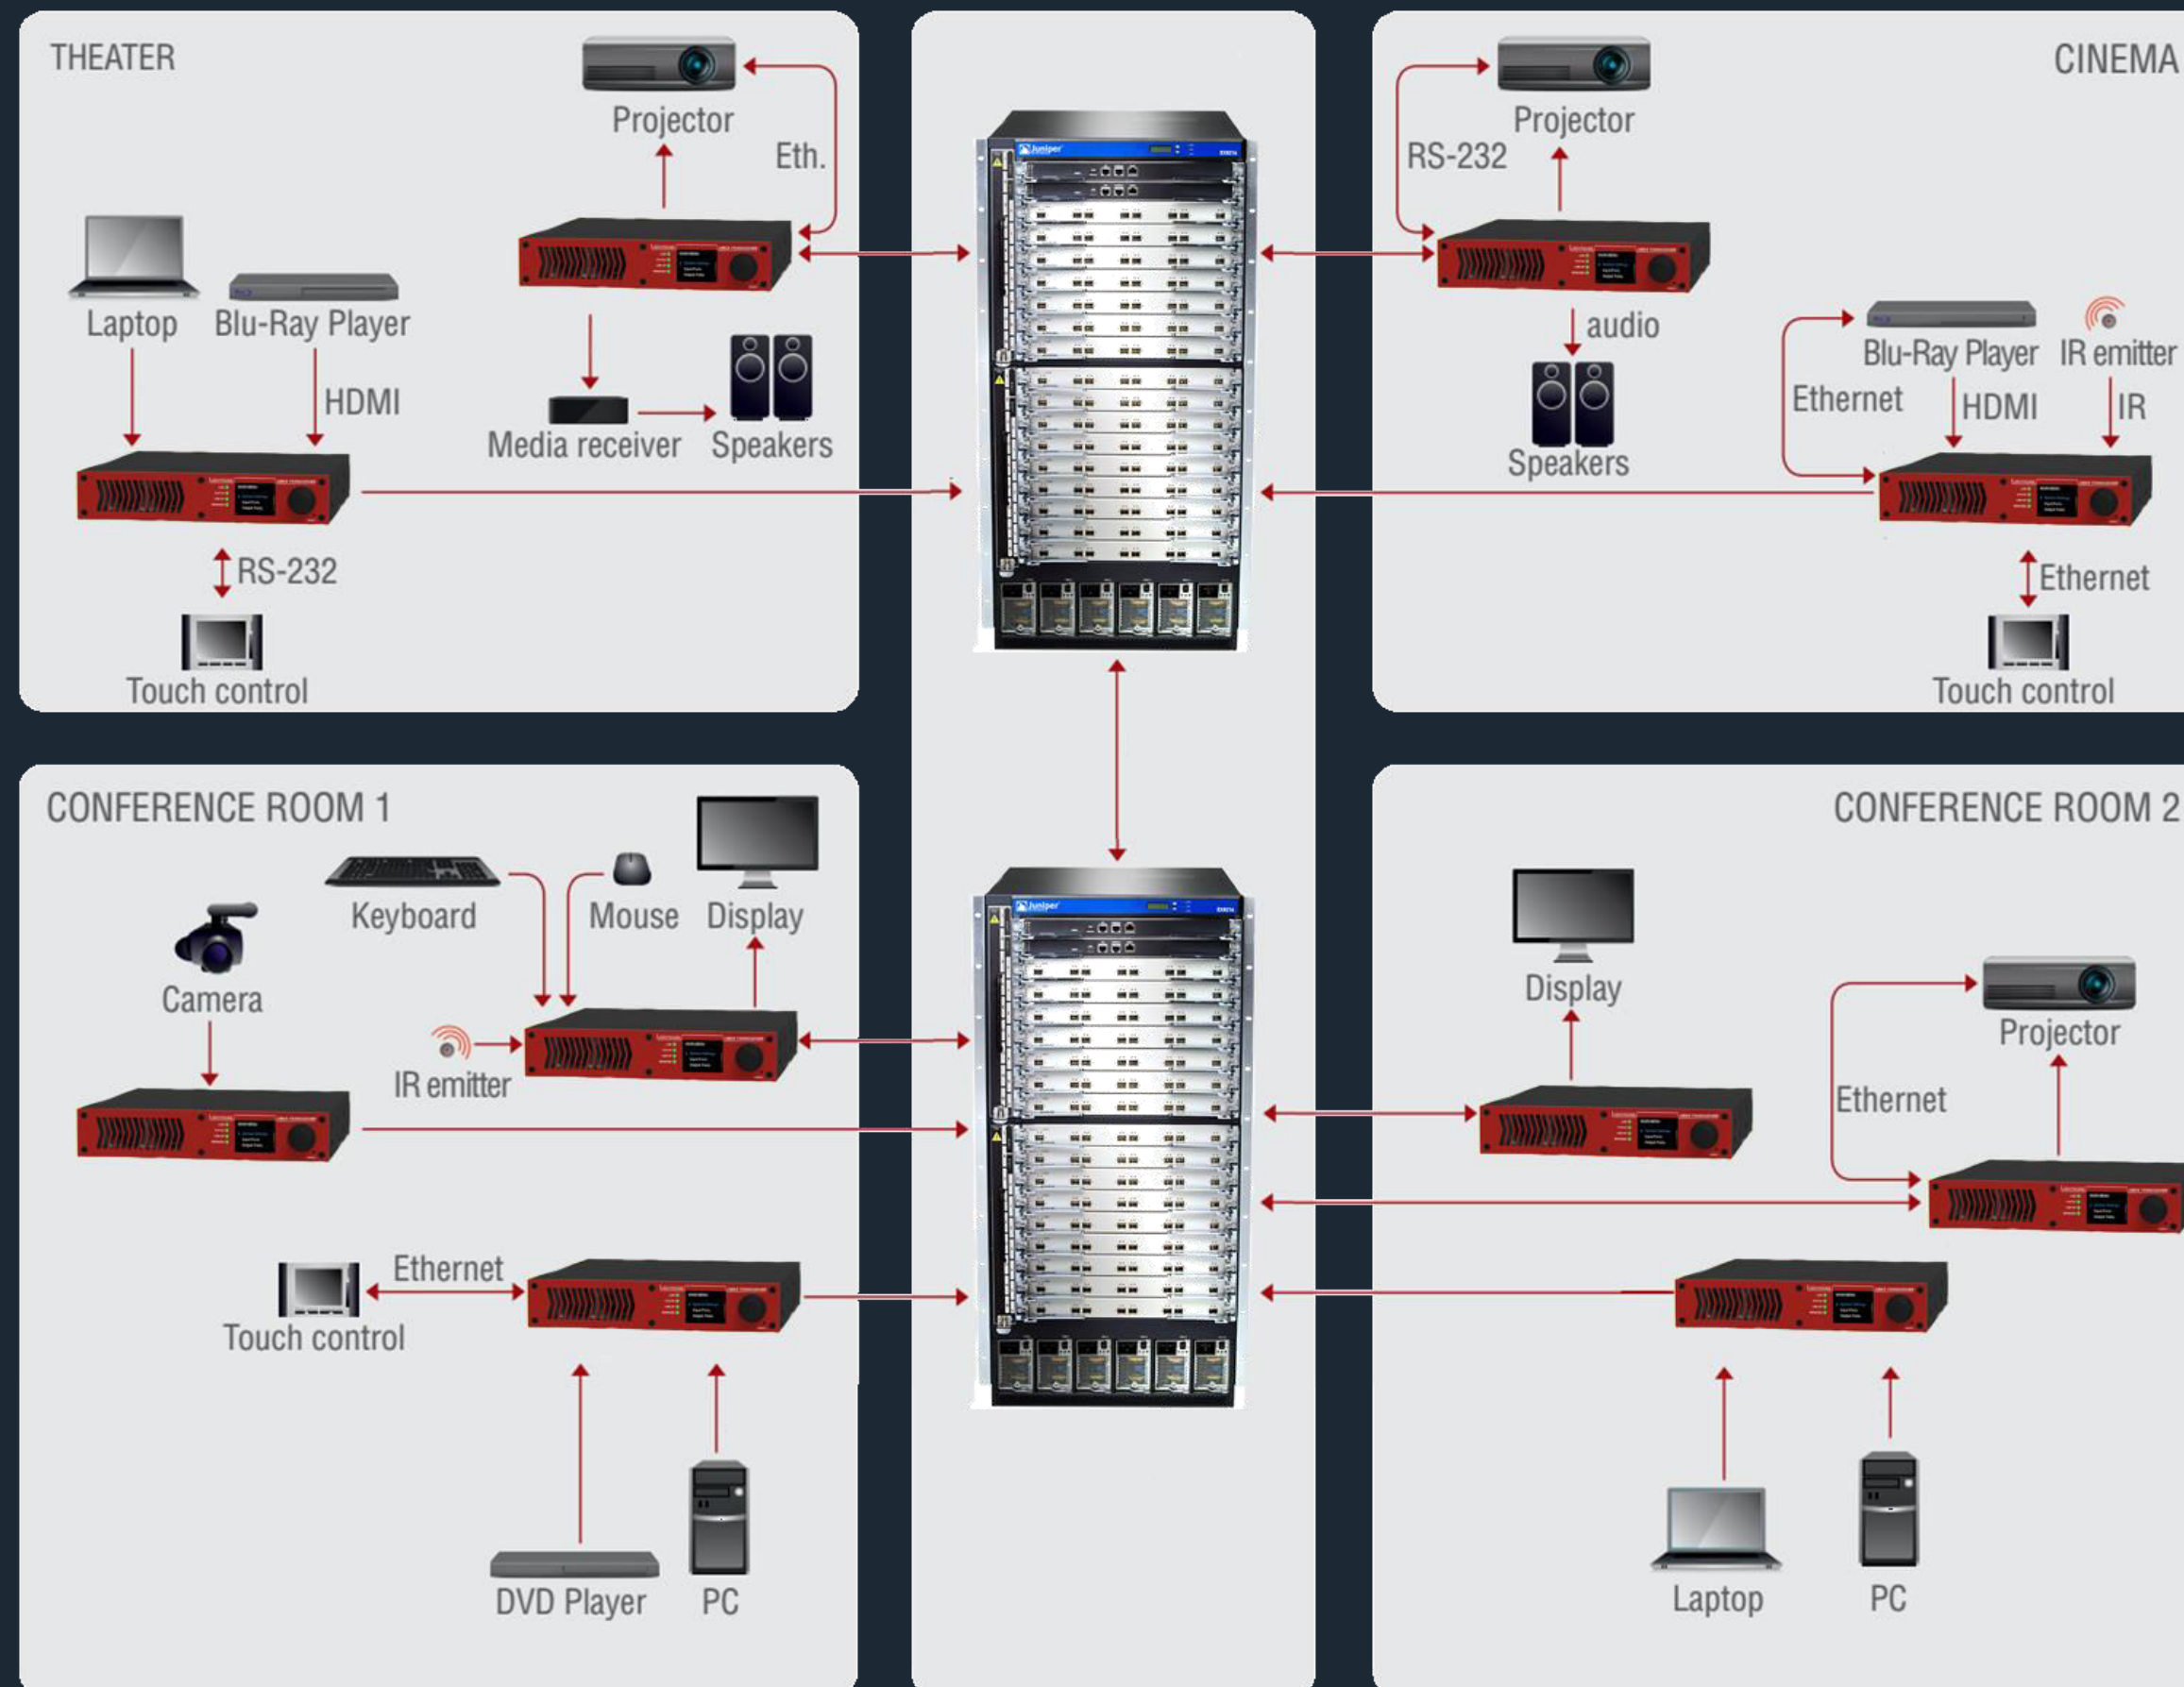 THEATER
Projector
Eth.
Laptop
Blu-Ray Player
HDMI
Media receiver
Speakers
RS-232
Touch control
Juniper
CINEMA
Projector
RS-232
audio
Speakers
Blu-Ray Player
IR emitter
Ethernet
HDMI
IR
Ethernet
Touch control
CONFERENCE ROOM 1
Keyboard
Mouse
Display
Camera
IR emitter
Ethernet
Touch control
DVD Player
PC
Juniper
CONFERENCE ROOM 2
Display
Projector
Ethernet
Laptop
PC